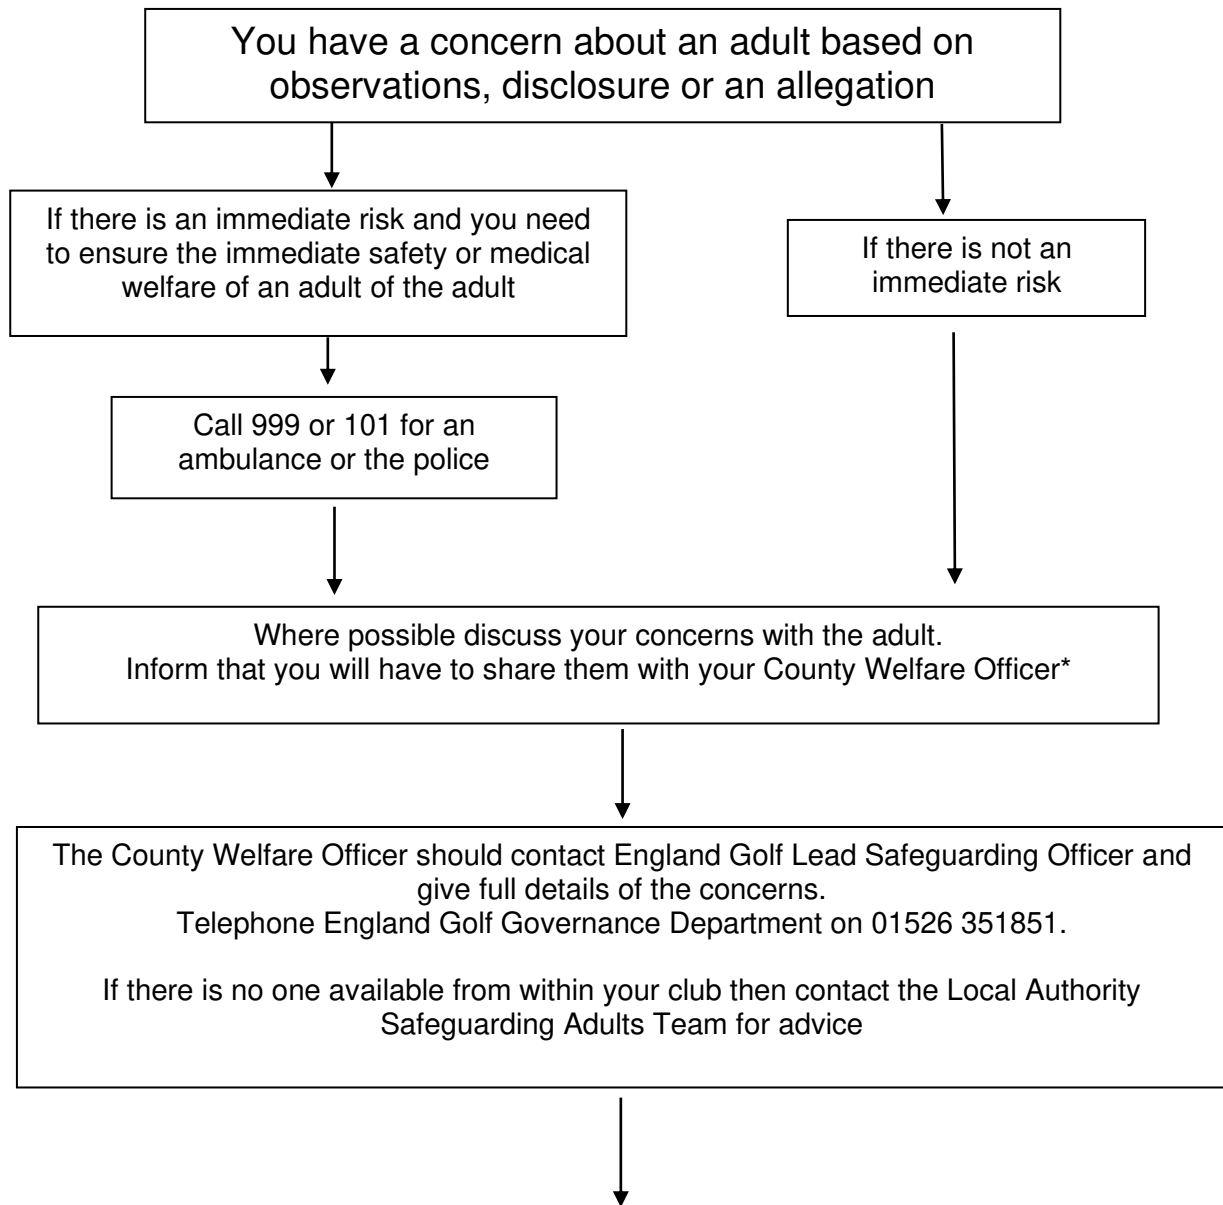 You have a concern about an adult based on
observations, disclosure or an allegation
If there is an immediate risk and you need
to ensure the immediate safety or medical
welfare of an adult of the adult
If there is not an
immediate risk
Call 999 or 101 for an
ambulance or the police
Where possible discuss your concerns with the adult.
Inform that you will have to share them with your County Welfare Officer*
The County Welfare Officer should contact England Golf Lead Safeguarding Officer and
give full details of the concerns.
Telephone England Golf Governance Department on 01526 351851.
If there is no one available from within your club then contact the Local Authority
Safeguarding Adults Team for advice